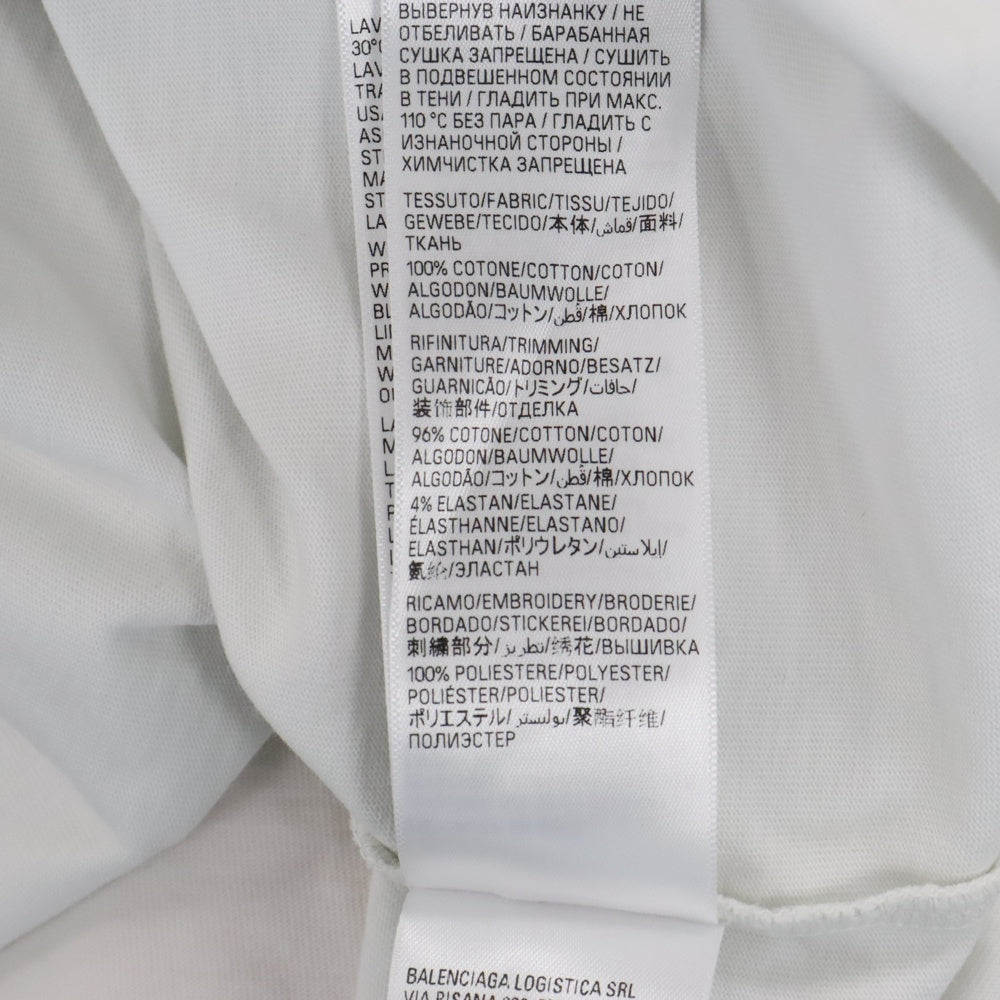 ВЫВЕРНУВ НАИЗНАНКУ / НЕ
ОТБЕЛИВАТЬ / БАРАБАННАЯ
СУШКА ЗАПРЕЩЕНА / СУШИТЬ
В ПОДВЕШЕННОМ СОСТОЯНИИ
В ТЕНИ / ГЛАДИТЬ ПРИ МАКС.
110 °C БЕЗ ПАРА / ГЛАДИТЬ С
ИЗНАНОЧНОЙ СТОРОНЫ /
ХИМЧИСТКА ЗАПРЕЩЕНА
TESSUTO/FABRIC/TISSU/TEJIDO/
GEWEBE/TECIDO/本体/قماش/面料/
ТКАНЬ
100% COTONE/COTTON/COTON/
ALGODON/BAUMWOLLE/
ALGODÃO/コットン/قطن/棉/ХЛОПОК
RIFINITURA/TRIMMING/
GARNITURE/ADORNO/BESATZ/
GUARNICÃO/トリミング/حافات/
装饰部件/ОТДЕЛКА
96% COTONE/COTTON/COTON/
ALGODON/BAUMWOLLE/
ALGODÃO/コットン/قطن/棉/ХЛОПОК
4% ELASTAN/ELASTANE/
ÉLASTHANNE/ELASTANO/
ELASTHAN/ポリウレタン/إيلاستين/
氨纶/ЭЛАСТАН
RICAMO/EMBROIDERY/BRODERIE/
BORDADO/STICKEREI/BORDADO/
刺繍部分/تطريز/绣花/ВЫШИВКА
100% POLIESTERE/POLYESTER/
POLIÉSTER/POLIESTER/
ポリエステル/بوليستر/聚酯纤维/
ПОЛИЭСТЕР
BALENCIAGA LOGISTICA SRL
VIA PISANA